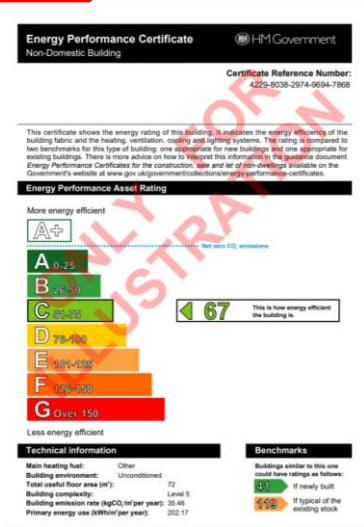 Energy Performance Certificate
Non-Domestic Building
HM Government
Certificate Reference Number:
4229-8038-2974-9694-7868
This certificate shows the energy rating of this building. It indicates the energy efficiency of the
building fabric and the heating, ventilation, cooling and lighting systems. The rating is compared to
two benchmarks for this type of building: one appropriate for new buildings and one appropriate for
existing buildings. There is more advice on how to interpret this information in the guidance document
Energy Performance Certificates for the construction, sale and let of non-dwellings available on the
Government's website at www.gov.uk/government/collections/energy-performance-certificates.
Energy Performance Asset Rating
More energy efficient
A+
Net zero CO₂ emissions
A 0-25
B 26-50
C 51-75
67
This is how energy efficient
the building is.
D 76-100
E 101-125
F 126-150
G Over 150
Less energy efficient
ONLY FOR
ILLUSTRATION
Technical information
Main heating fuel: Other
Building environment: Unconditioned
Total useful floor area (m²): 72
Building complexity: Level 5
Building emission rate (kgCO₂/m²per year): 35.46
Primary energy use (kWh/m²per year): 202.17
Benchmarks
Buildings similar to this one
could have ratings as follows:
41 If newly built
119 If typical of the
existing stock